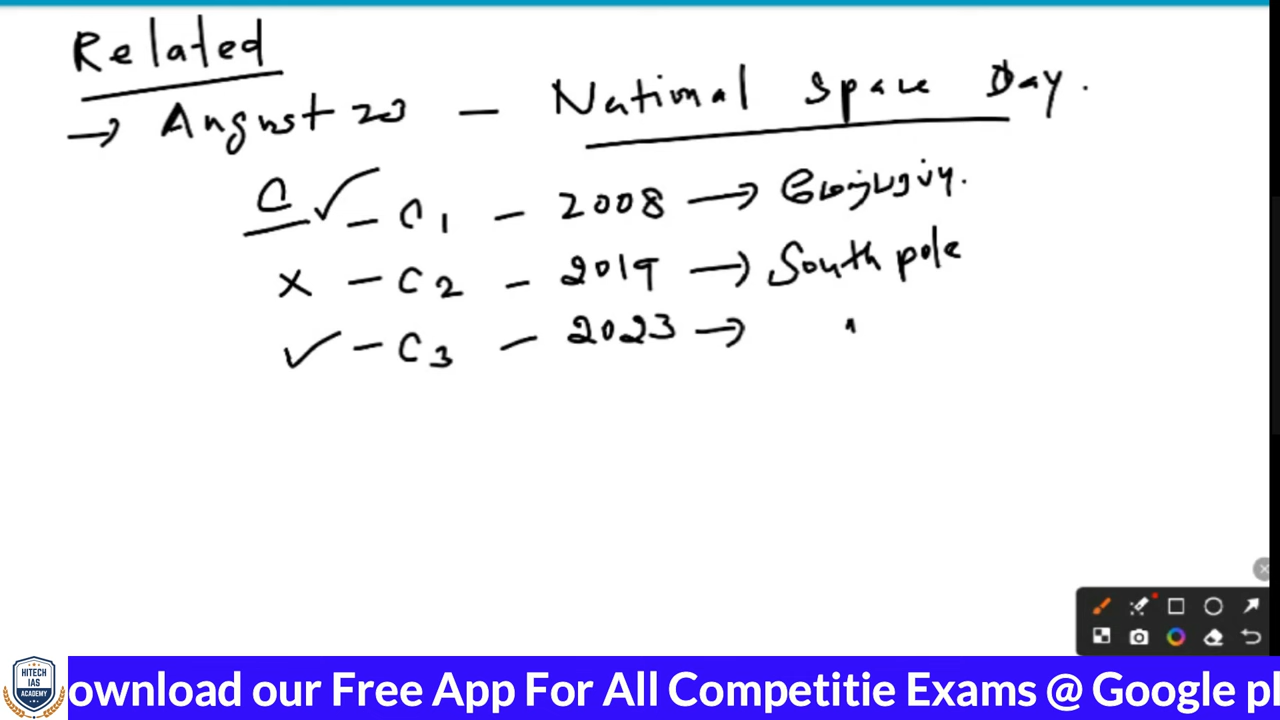 Related
→ August 23 - National Space Day.
C ✓ - C1 - 2008 →
✗ - C2 - 2019 → South pole
✓ - C3 - 2023 → "
HITECH
IAS
ACADEMY
ownload our Free App For All Competitie Exams @ Google pl